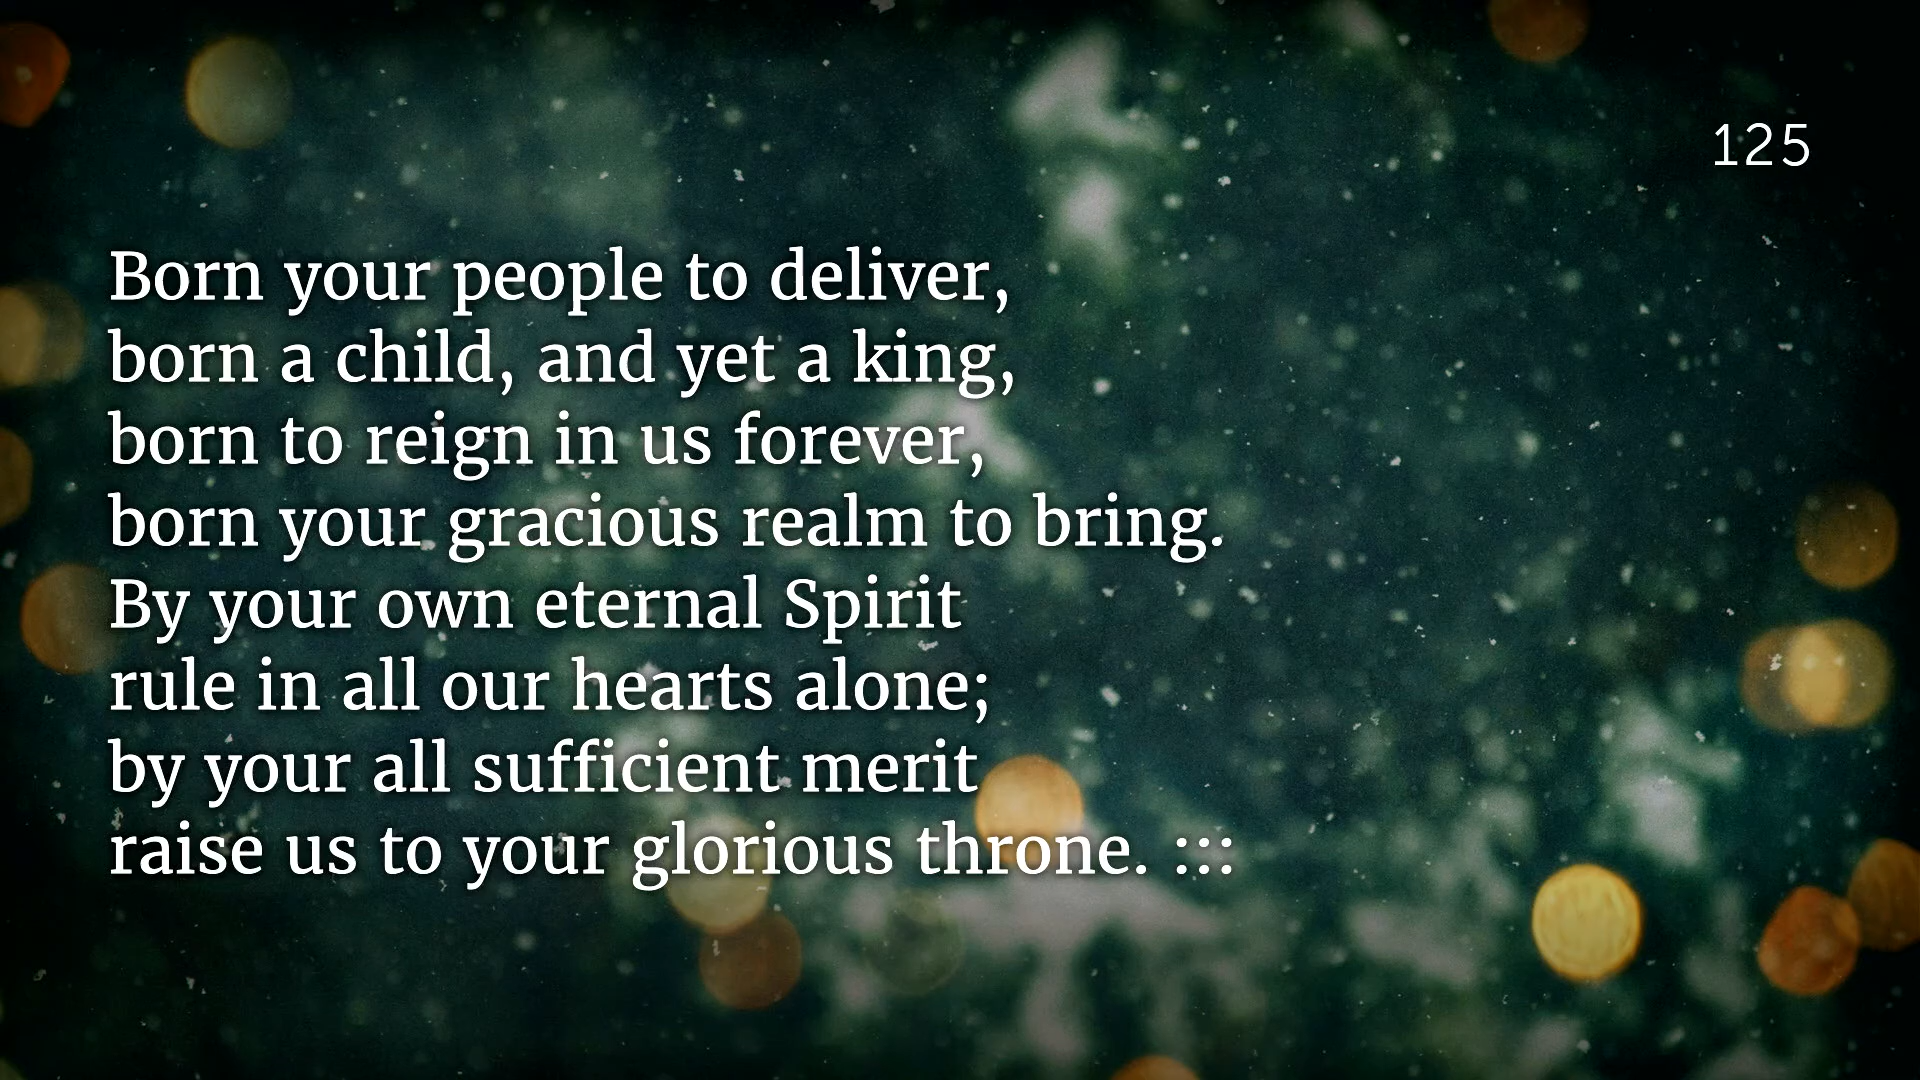 125
Born your people to deliver,
born a child, and yet a king,
born to reign in us forever,
born your gracious realm to bring.
By your own eternal Spirit
rule in all our hearts alone;
by your all sufficient merit
raise us to your glorious throne. :::